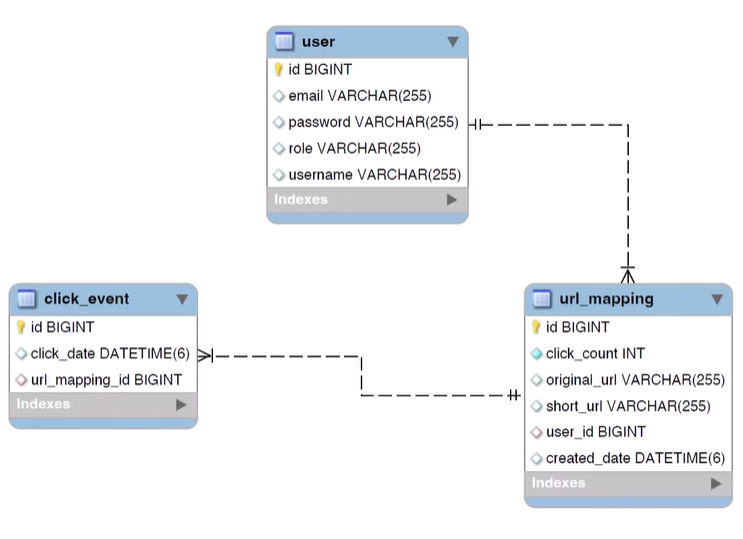 user
id BIGINT
email VARCHAR(255)
password VARCHAR(255)
role VARCHAR(255)
username VARCHAR(255)
Indexes
click_event
id BIGINT
click_date DATETIME(6)
url_mapping_id BIGINT
Indexes
url_mapping
id BIGINT
click_count INT
original_url VARCHAR(255)
short_url VARCHAR(255)
user_id BIGINT
created_date DATETIME(6)
Indexes